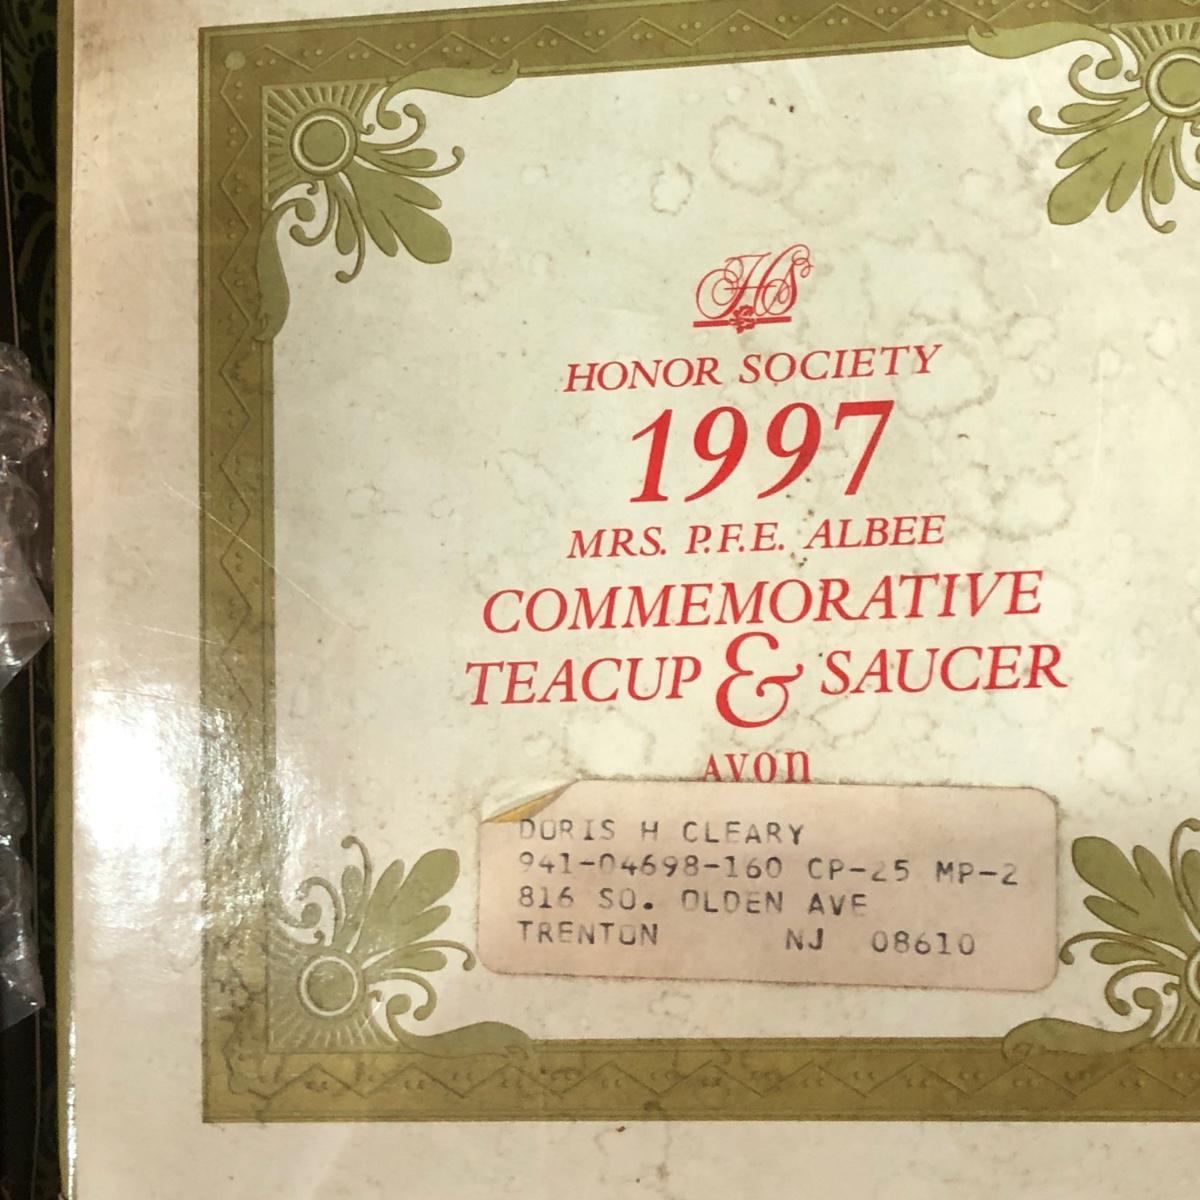 HS
HONOR SOCIETY
1997
MRS. P.F.E. ALBEE
COMMEMORATIVE
TEACUP & SAUCER
AVON
DORIS H CLEARY
941-04698-160 CP-25 MP-2
816 SO. OLDEN AVE
TRENTON NJ 08610